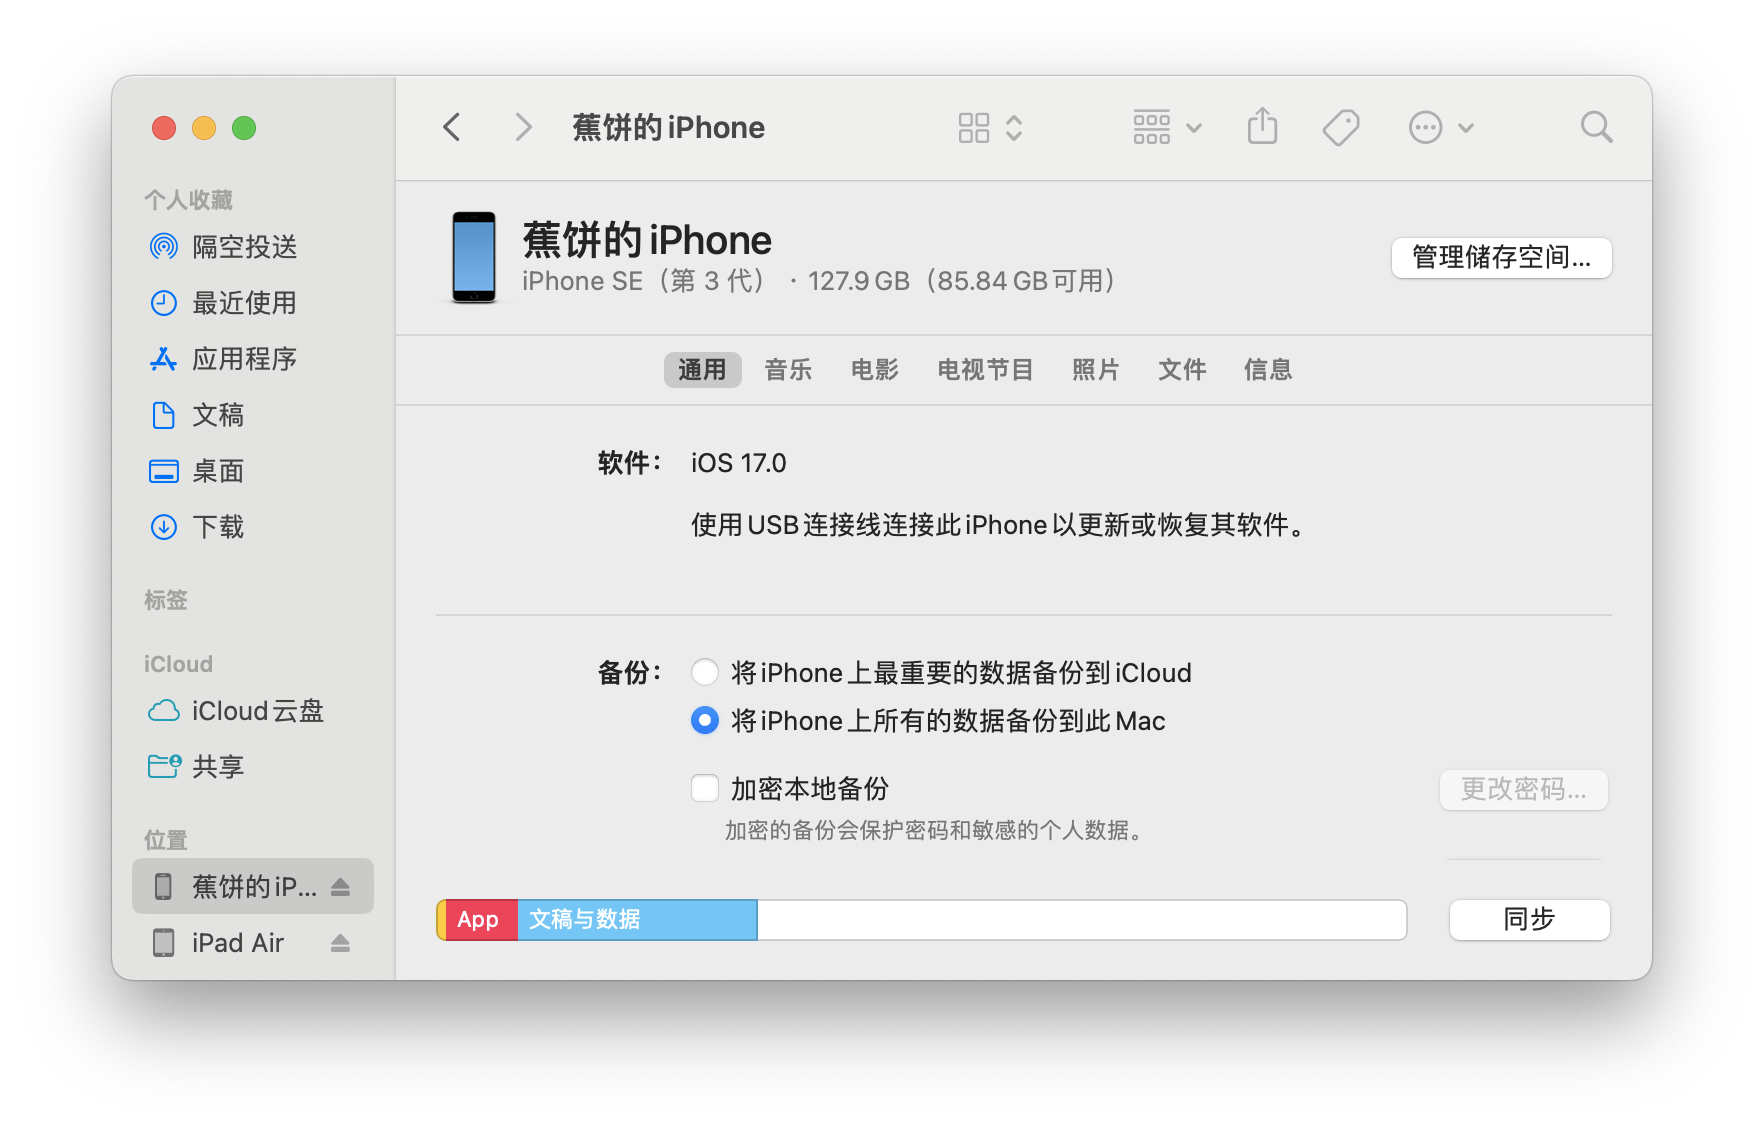 蕉饼的 iPhone
个人收藏
隔空投送
最近使用
应用程序
文稿
桌面
下载
标签
iCloud
iCloud 云盘
共享
位置
蕉饼的 iP...
iPad Air
蕉饼的 iPhone
iPhone SE（第 3 代） · 127.9 GB（85.84 GB 可用）
管理储存空间...
通用 音乐 电影 电视节目 照片 文件 信息
软件： iOS 17.0
使用 USB 连接线连接此 iPhone 以更新或恢复其软件。
备份： 将 iPhone 上最重要的数据备份到 iCloud
将 iPhone 上所有的数据备份到此 Mac
加密本地备份
更改密码...
加密的备份会保护密码和敏感的个人数据。
App 文稿与数据
同步